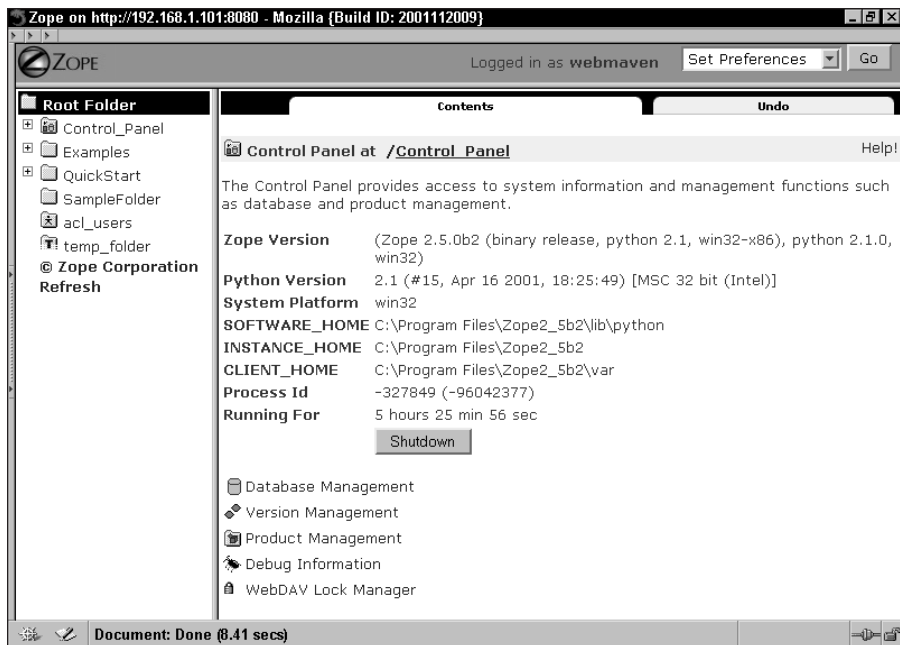 Zope on http://192.168.1.101:8080 - Mozilla {Build ID: 2001112009}
ZOPE
Logged in as webmaven
Set Preferences
Go
Root Folder
Control_Panel
Examples
QuickStart
SampleFolder
acl_users
temp_folder
© Zope Corporation
Refresh
Contents
Undo
Control Panel at /Control_Panel
Help!
The Control Panel provides access to system information and management functions such
as database and product management.
Zope Version (Zope 2.5.0b2 (binary release, python 2.1, win32-x86), python 2.1.0,
win32)
Python Version 2.1 (#15, Apr 16 2001, 18:25:49) [MSC 32 bit (Intel)]
System Platform win32
SOFTWARE_HOME C:\Program Files\Zope2_5b2\lib\python
INSTANCE_HOME C:\Program Files\Zope2_5b2
CLIENT_HOME C:\Program Files\Zope2_5b2\var
Process Id -327849 (-96042377)
Running For 5 hours 25 min 56 sec
Shutdown
Database Management
Version Management
Product Management
Debug Information
WebDAV Lock Manager
Document: Done (8.41 secs)